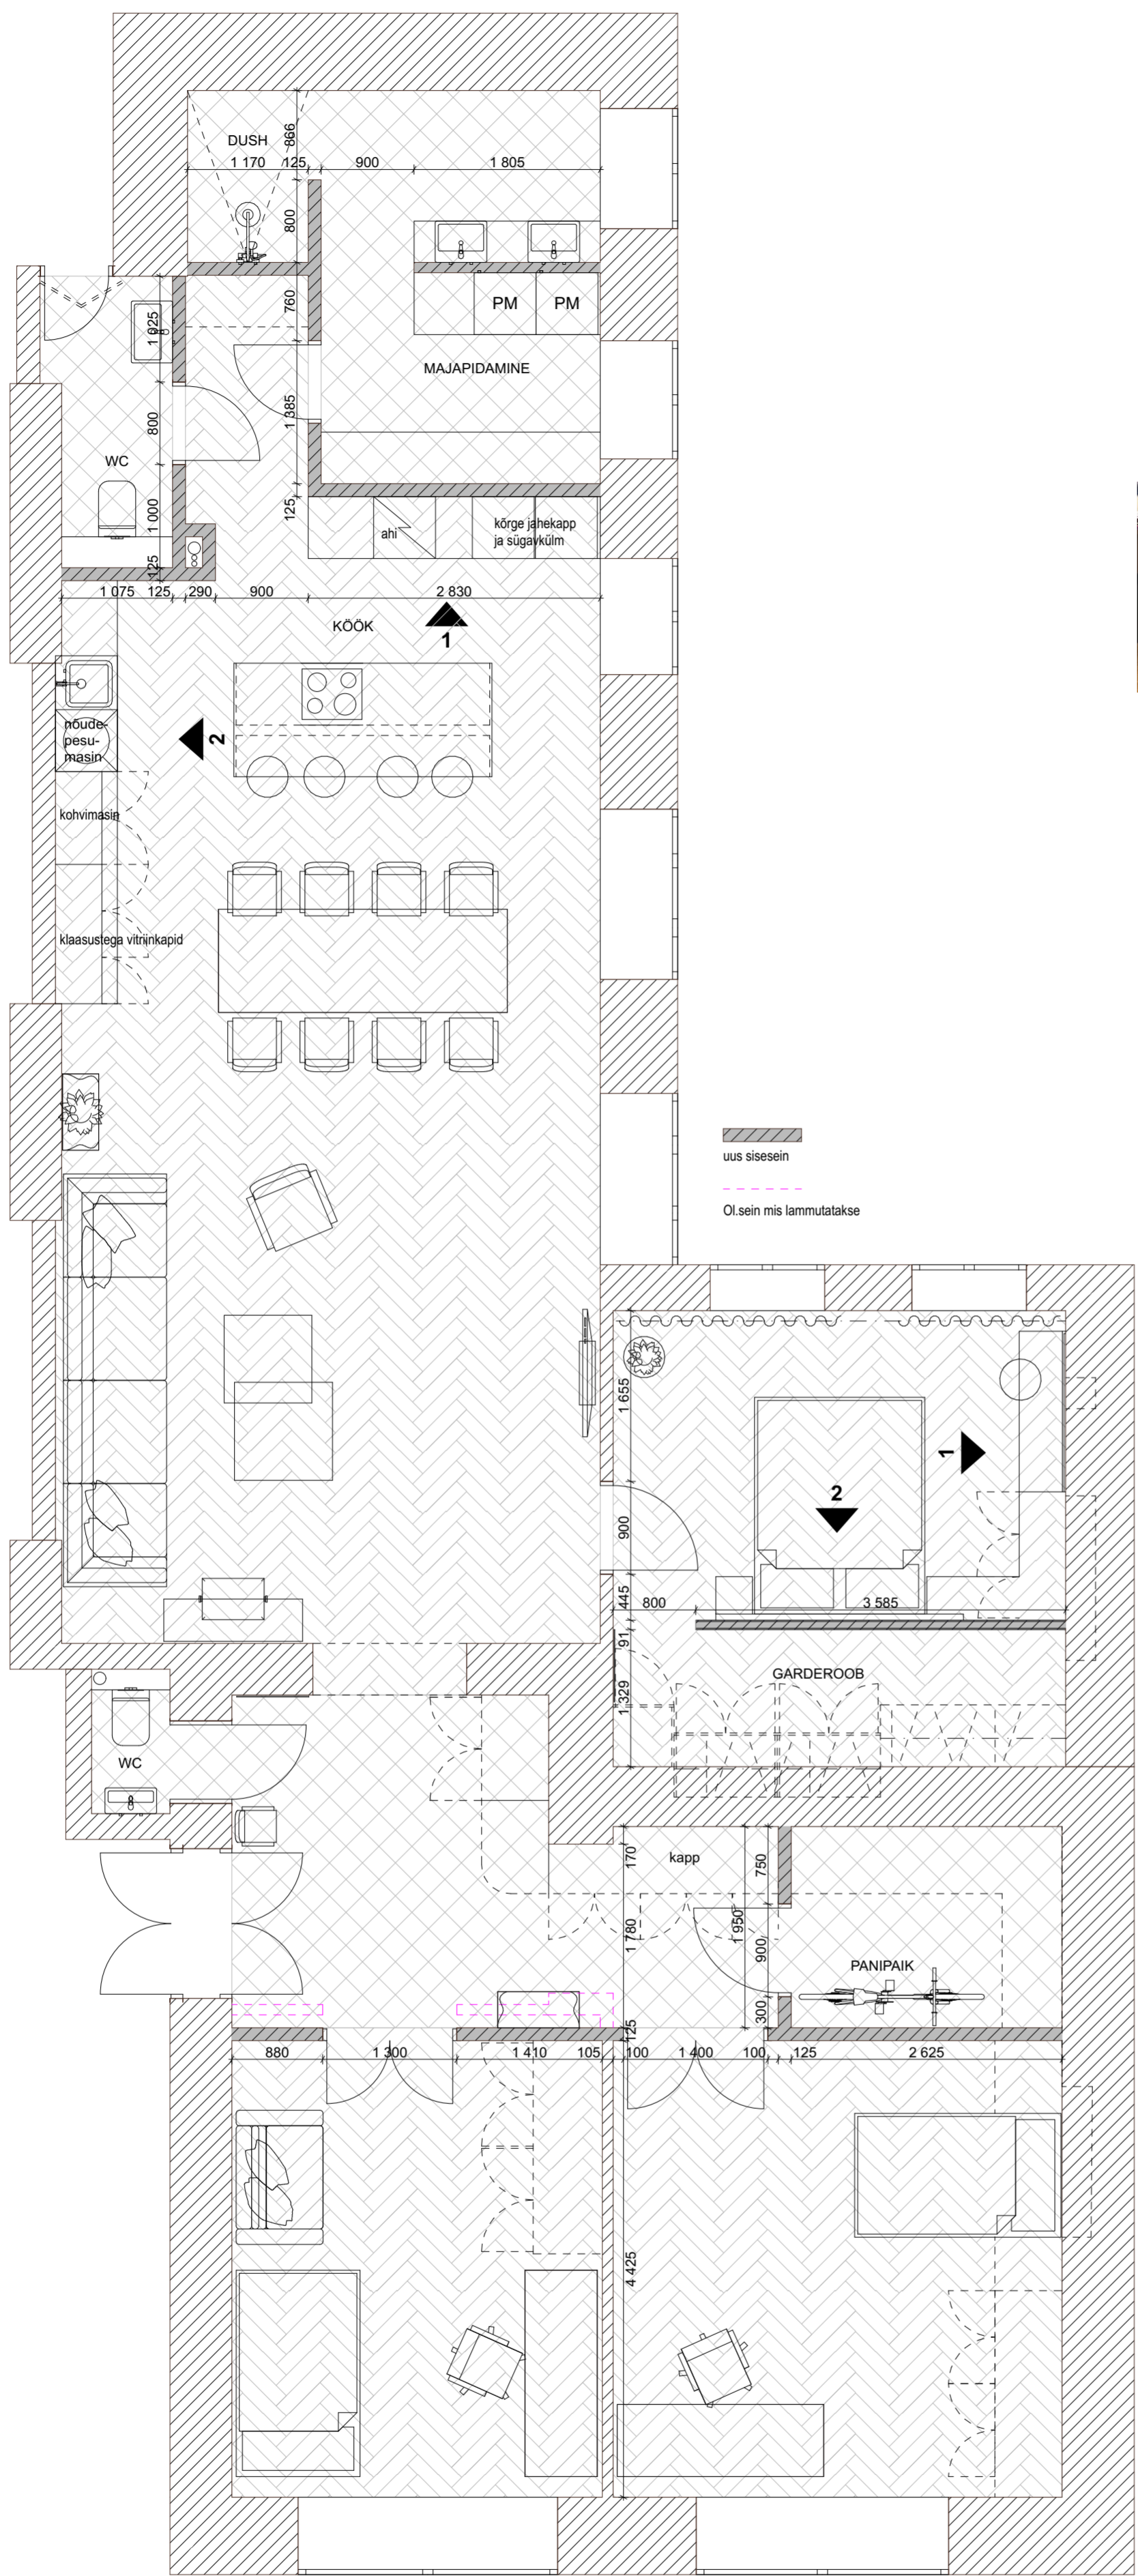 DUSH
866
1 170
125
900
1 805
800
760
1 025
PM
PM
MAJAPIDAMINE
1 385
800
WC
1 000
125
ahi
kõrge jahekapp
ja sügavkülm
125
1 075
125
290
900
2 830
KÖÖK
1
nõude-
pesu-
masin
2
kohvimasin
klaasustega vitriinkapid
uus sisesein
Ol.sein mis lammutatakse
1 655
1
2
900
445
800
3 585
91
GARDEROOB
1 329
WC
170
kapp
750
1 780
1 950
900
PANIPAIK
300
125
880
1 300
1 410
105
100
1 400
100
125
2 625
4 425